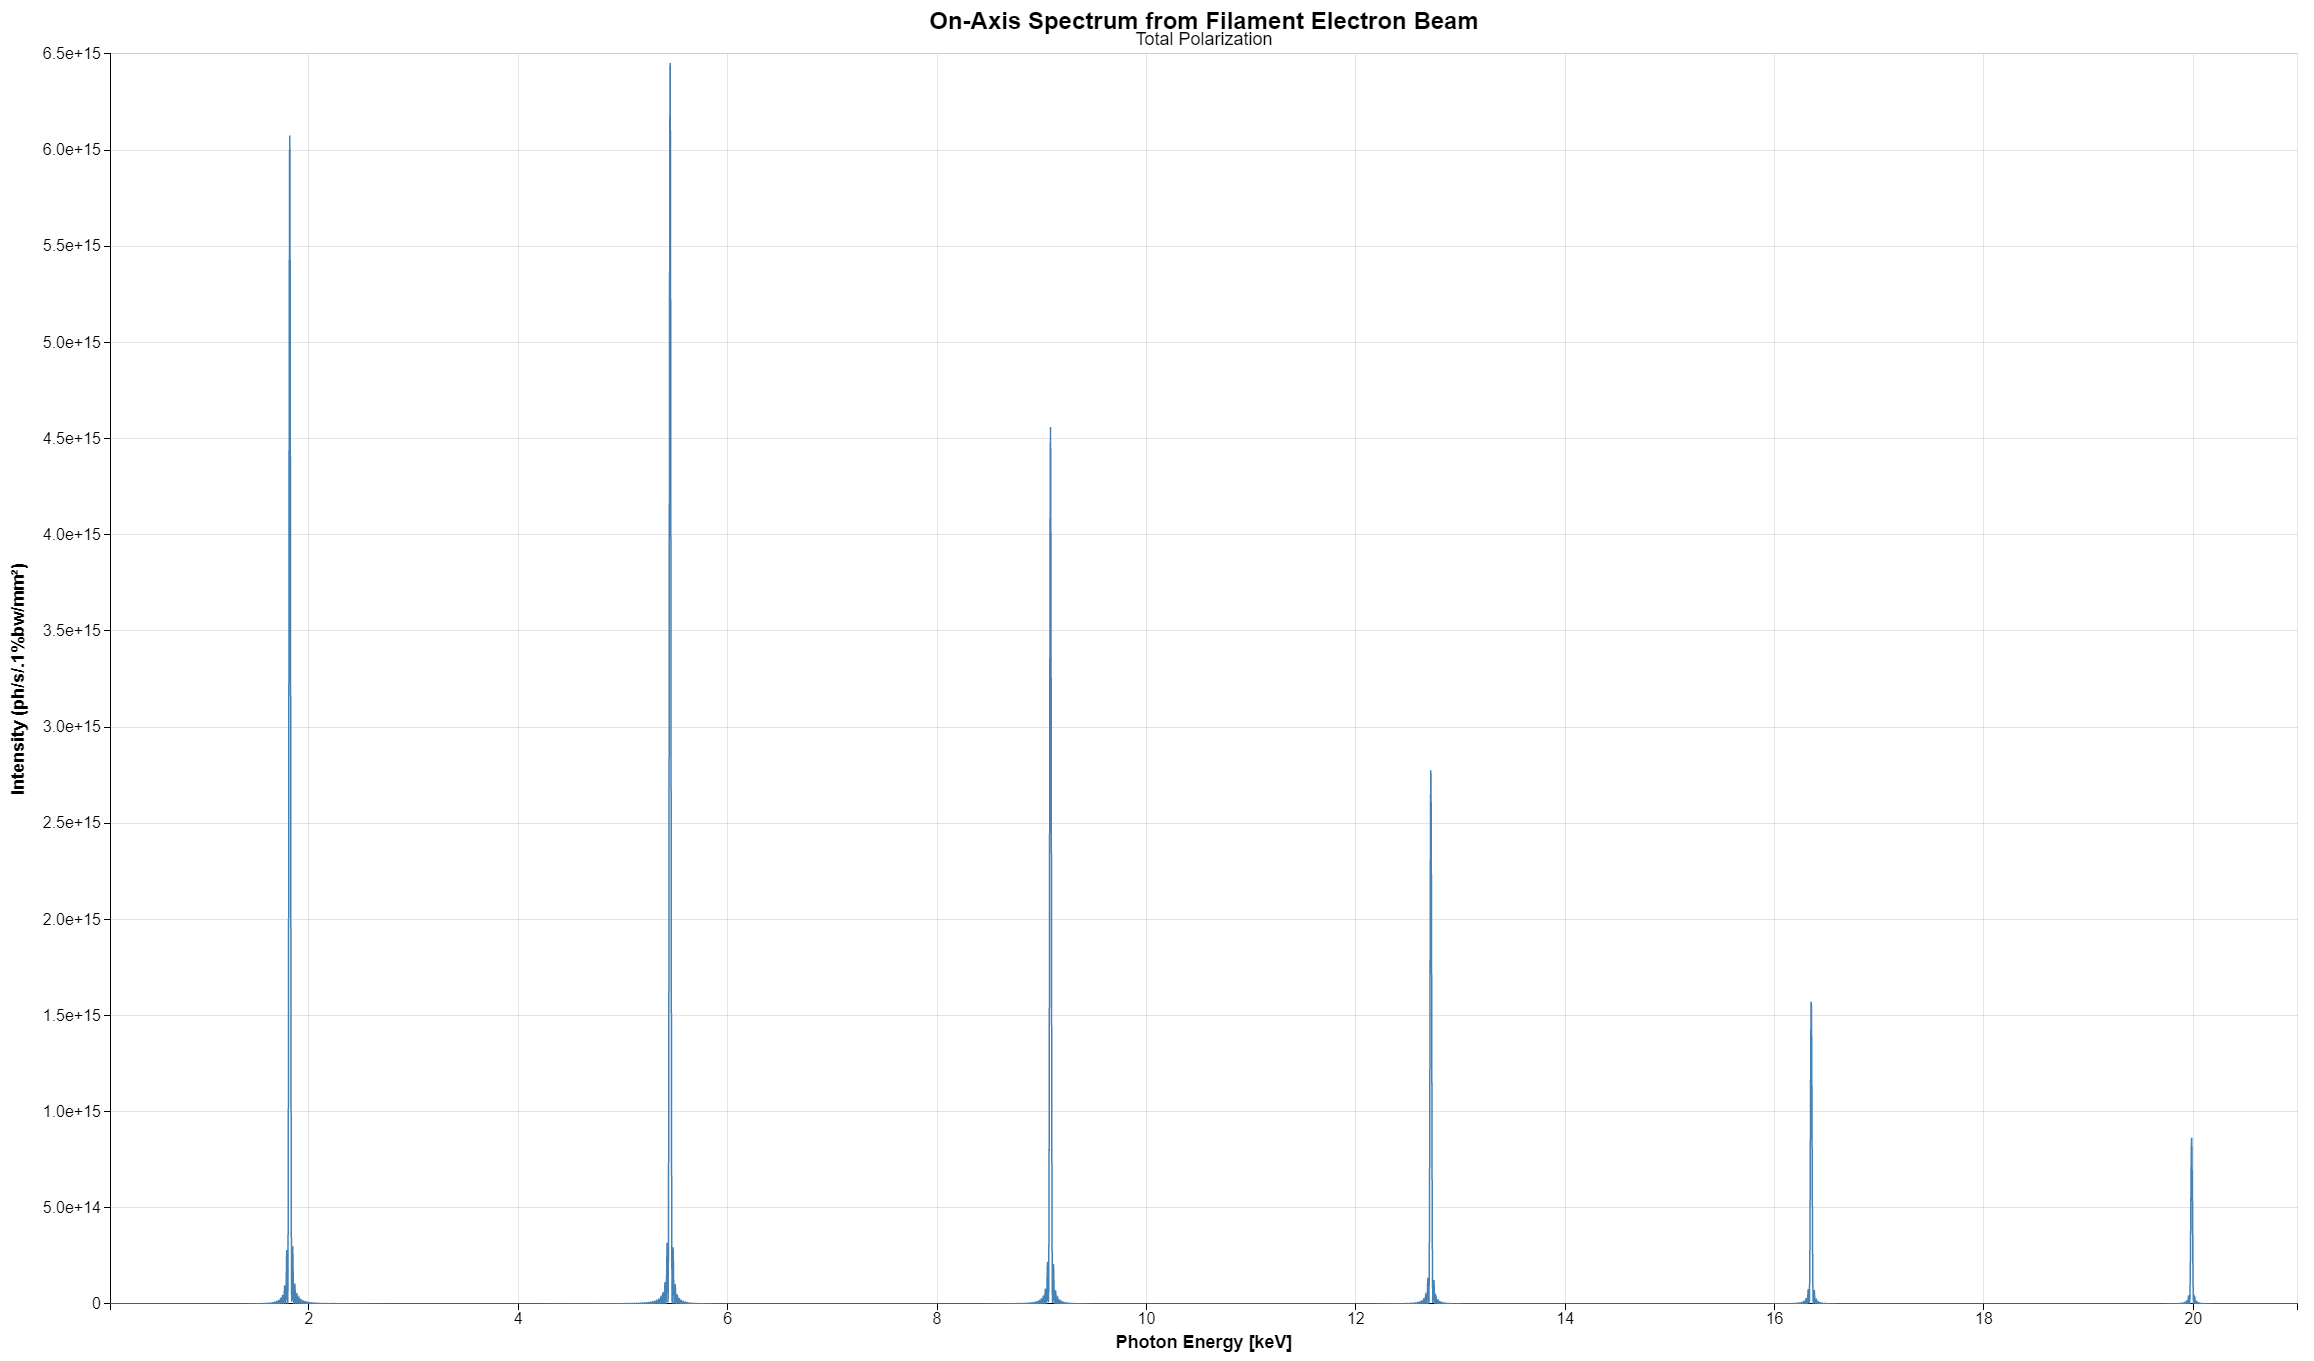 On-Axis Spectrum from Filament Electron Beam
Total Polarization
6.5e+15
6.0e+15
5.5e+15
5.0e+15
4.5e+15
4.0e+15
3.5e+15
3.0e+15
2.5e+15
2.0e+15
1.5e+15
1.0e+15
5.0e+14
0
Intensity (ph/s/.1%bw/mm²)
2 4 6 8 10 12 14 16 18 20
Photon Energy [keV]